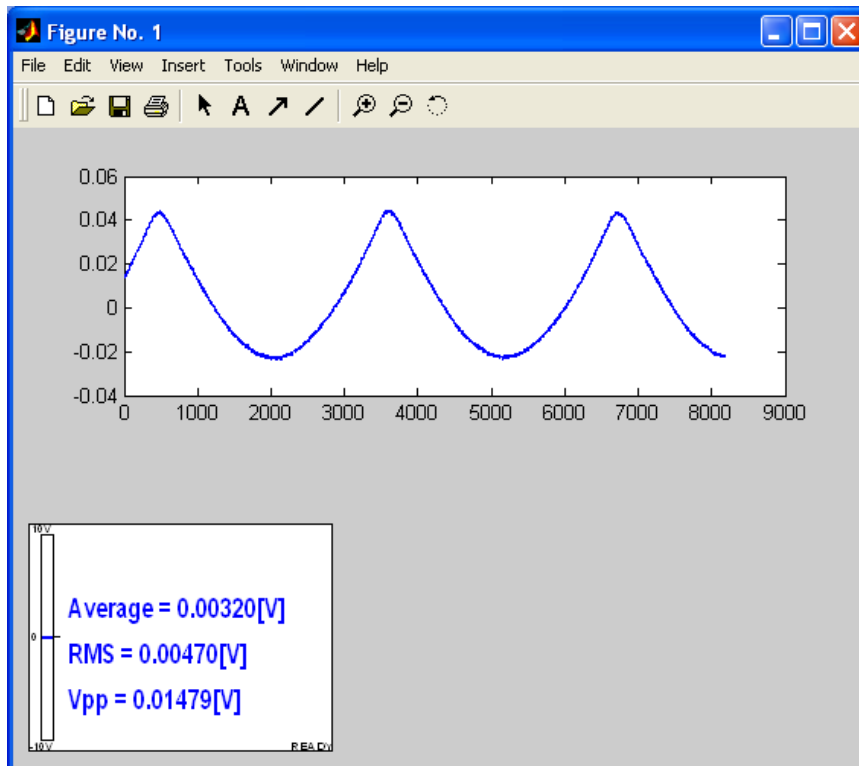 Figure No. 1
File Edit View Insert Tools Window Help
A
0.06
0.04
0.02
0
-0.02
-0.04
0 1000 2000 3000 4000 5000 6000 7000 8000 9000
10V
Average = 0.00320[V]
0
RMS = 0.00470[V]
Vpp = 0.01479[V]
-10V
READY